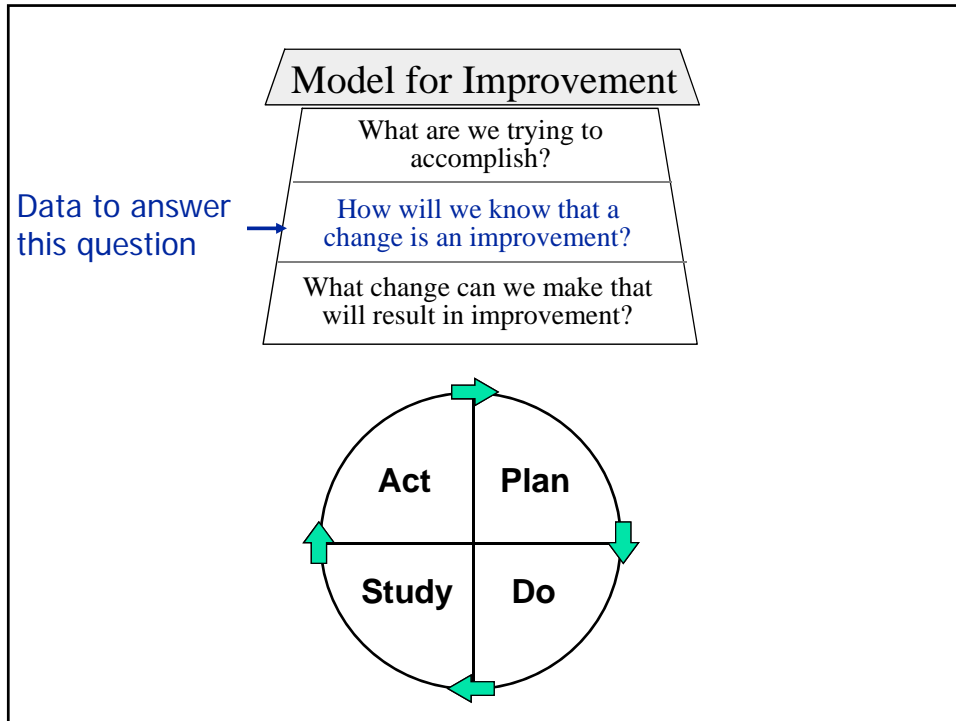 Model for Improvement
What are we trying to
accomplish?
Data to answer
this question
How will we know that a
change is an improvement?
What change can we make that
will result in improvement?
Act
Plan
Study
Do